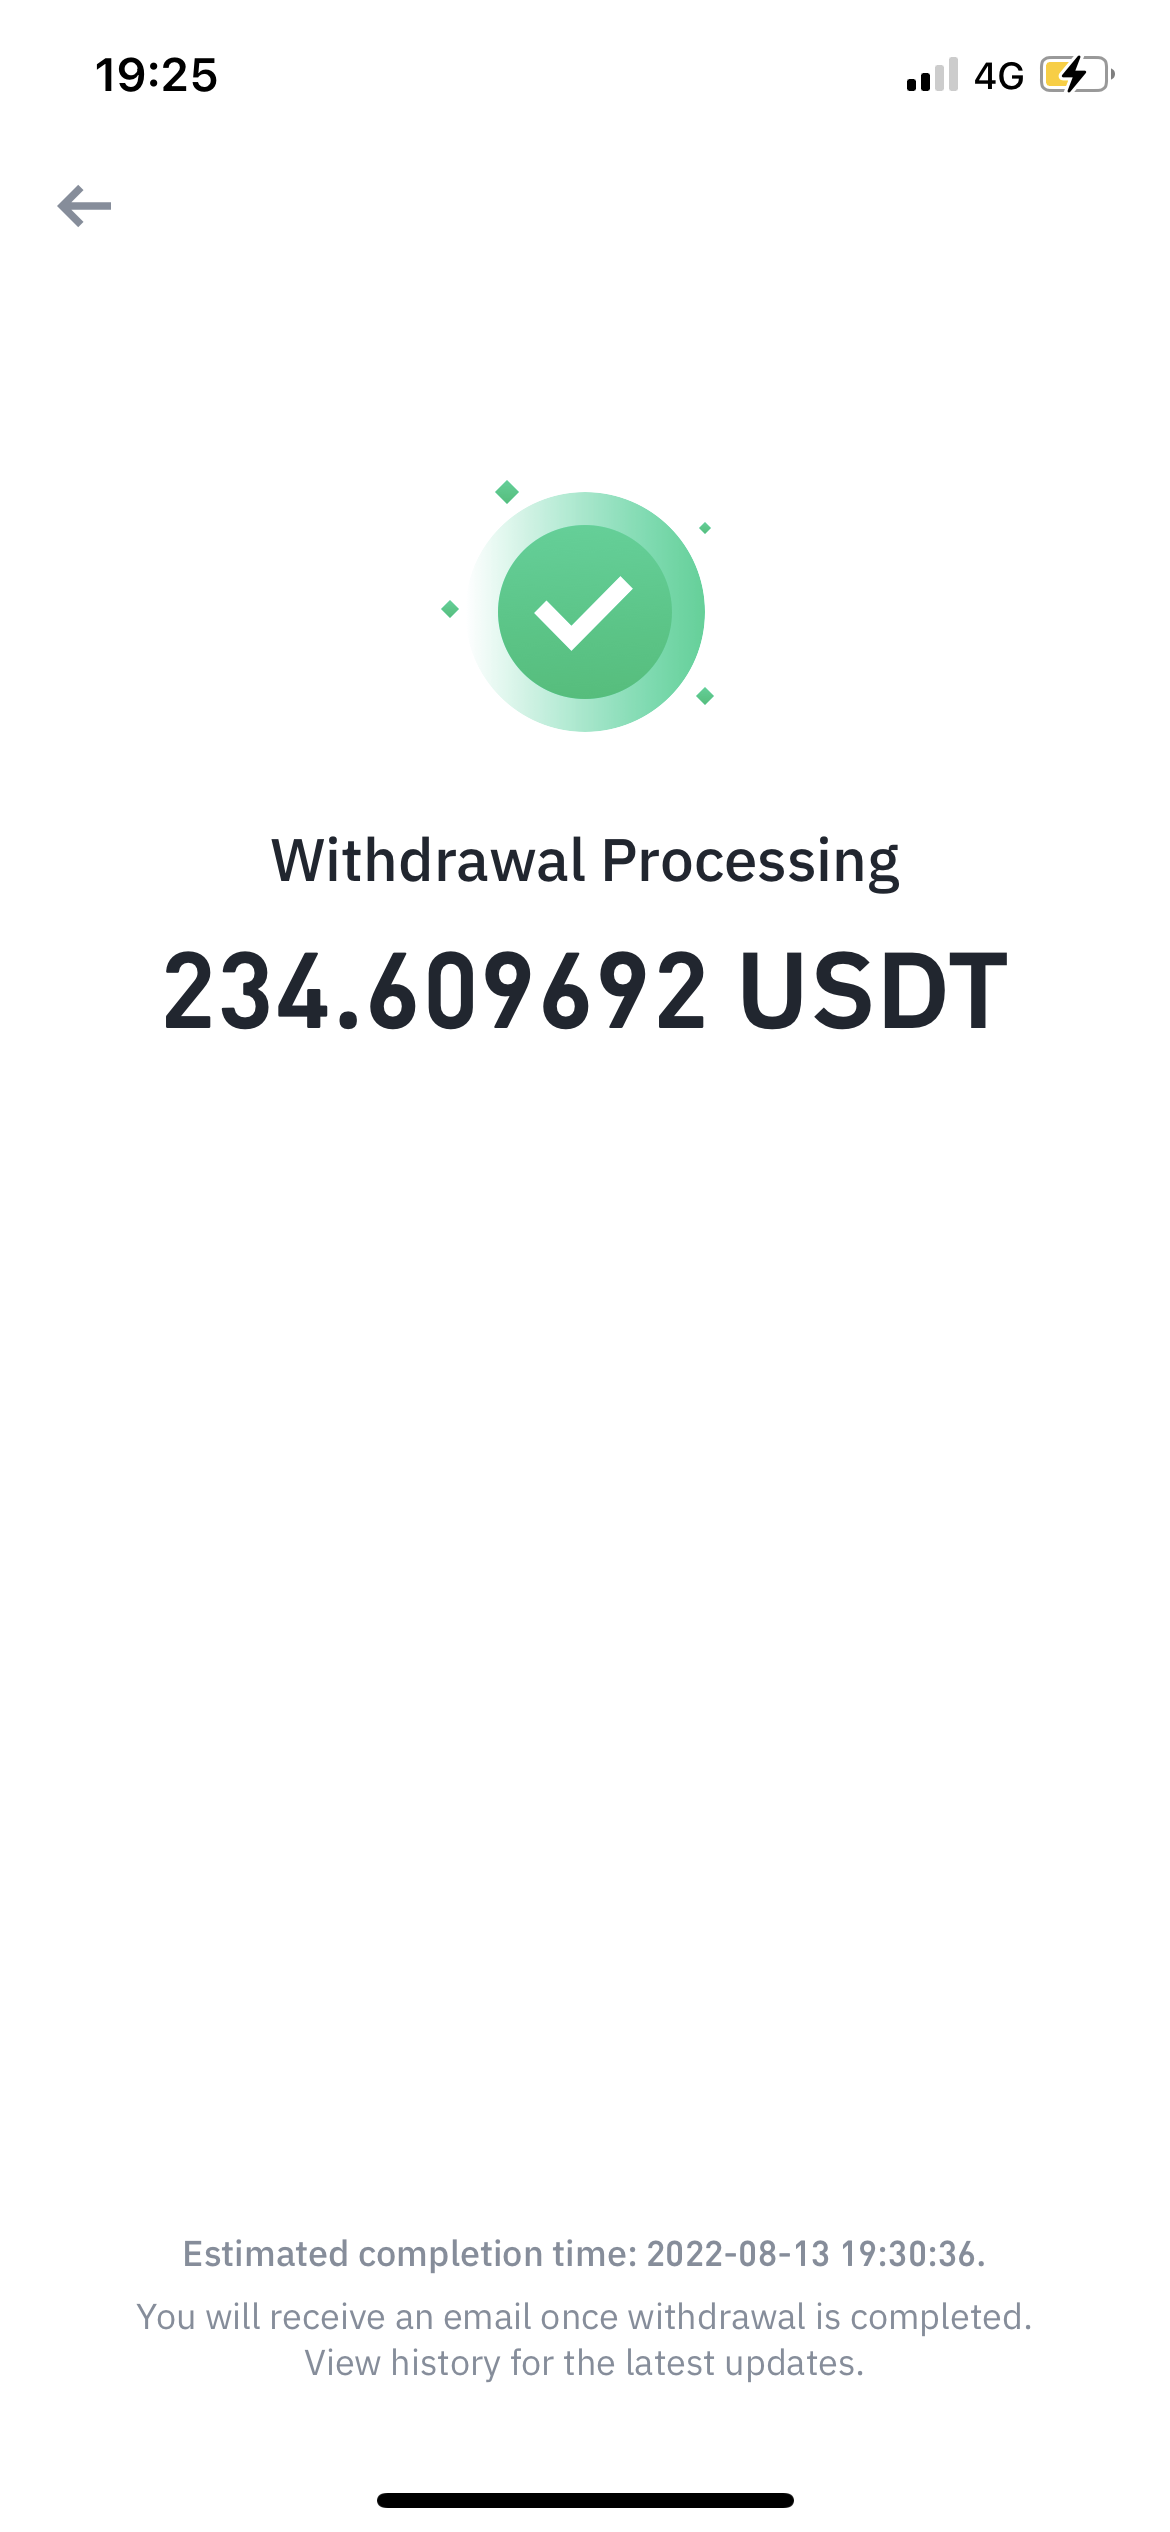 19:25
4G
Withdrawal Processing
234.609692 USDT
Estimated completion time: 2022-08-13 19:30:36.
You will receive an email once withdrawal is completed.
View history for the latest updates.